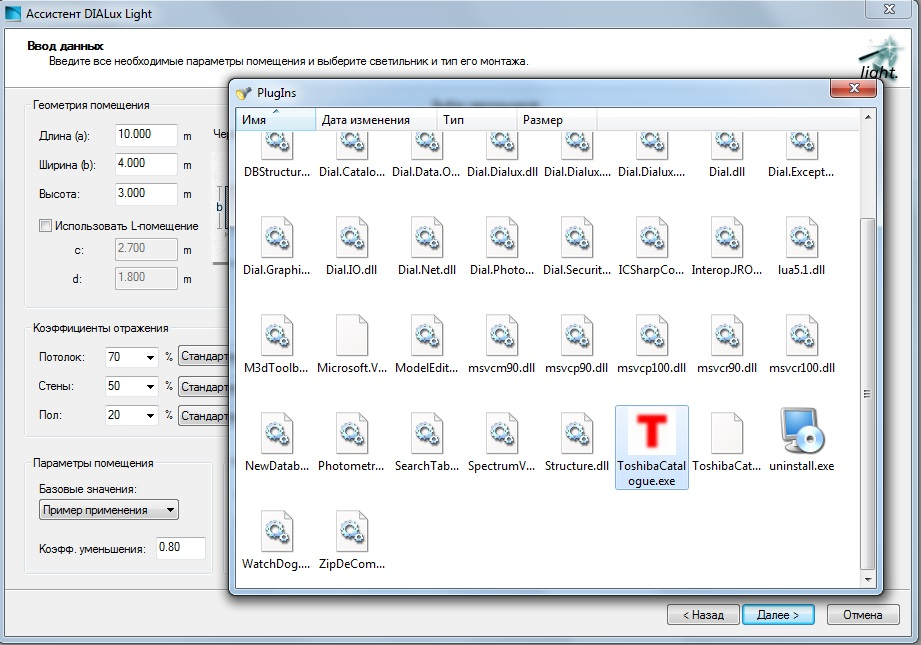 Ассистент DIALux Light
Ввод данных
Введите все необходимые параметры помещения и выберите светильник и тип его монтажа.
light.
Геометрия помещения
Длина (a): 10.000 m
Ширина (b): 4.000 m
Высота: 3.000 m
Использовать L-помещение
c: 2.700 m
d: 1.800 m
Чер
b
Коэффициенты отражения
Потолок: 70 % Стандарт
Стены: 50 % Стандарт
Пол: 20 % Стандарт
Параметры помещения
Базовые значения:
Пример применения
Коэфф. уменьшения: 0.80
PlugIns
Имя Дата изменения Тип Размер
DBStructur... Dial.Catalo... Dial.Data.O... Dial.Dialux.dll Dial.Dialux.... Dial.Dialux.... Dial.dll Dial.Except...
Dial.Graphi... Dial.IO.dll Dial.Net.dll Dial.Photo... Dial.Securit... ICSharpCo... Interop.JRO... lua5.1.dll
M3dToolb... Microsoft.V... ModelEdit... msvcm90.dll msvcp90.dll msvcp100.dll msvcr90.dll msvcr100.dll
T
NewDatab... Photometr... SearchTab... SpectrumV... Structure.dll ToshibaCatal ToshibaCat... uninstall.exe
ogue.exe
WatchDog.... ZipDeCom...
< Назад Далее > Отмена